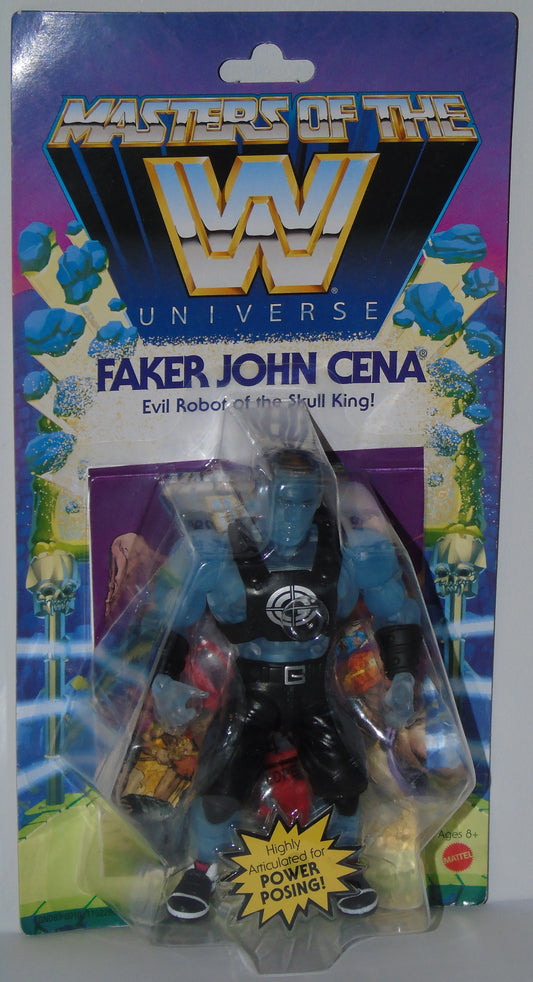 MASTERS OF THE
W
®
UNIVERSE
FAKER JOHN CENA®
Evil Robot of the Skull King!
Highly
Articulated for
POWER
POSING!
Ages 8+
MATTEL